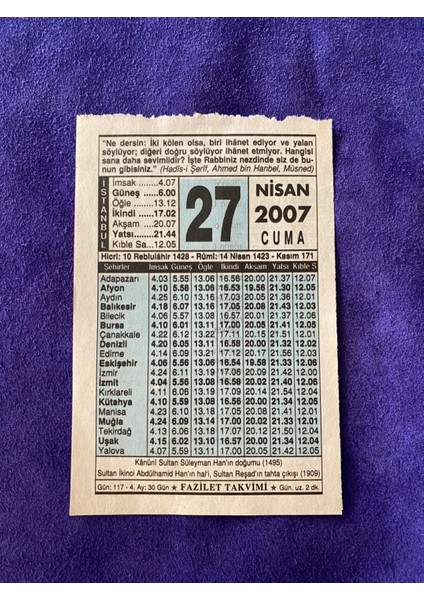 "Ne dersin: İki kölen olsa, biri ihânet ediyor ve yalan
söylüyor; diğeri doğru söylüyor ihânet etmiyor. Hangisi
sana daha sevimlidir? İşte Rabbiniz nezdinde siz de bu-
nun gibisiniz." (Hadîs-i Şerîf, Ahmed bin Hanbel, Müsned)
İSTANBUL
İmsak ........4.07
Güneş ......6.00
Öğle .......13.12
İkindi ......17.02
Akşam ...20.07
Yatsı.......21.44
Kıble Sa...12.05
27
NİSAN
2007
CUMA
Hicrî: 10 Rebîulâhir 1428 - Rûmî: 14 Nisan 1423 - Kasım 171
Şehirler İmsak Güneş Öğle İkindi Akşam Yatsı Kıble S
Adapazarı 4.03 5.55 13.06 16.56 20.00 21.37 12.07
Afyon 4.10 5.55 13.08 16.53 19.56 21.30 12.03
Aydın 4.25 6.10 13.16 17.03 20.05 21.36 12.01
Balıkesir 4.18 6.07 13.16 17.05 20.08 21.43 12.03
Bilecik 4.06 5.57 13.08 16.58 20.01 21.38 12.06
Bursa 4.10 6.01 13.11 17.00 20.05 21.41 12.05
Çanakkale 4.22 6.12 13.22 17.11 20.15 21.51 12.03
Denizli 4.20 6.05 13.11 16.58 20.00 21.32 12.02
Edirne 4.14 6.09 13.21 17.12 20.17 21.56 12.03
Eskişehir 4.06 5.56 13.06 16.54 19.58 21.33 12.06
İzmir 4.24 6.11 13.19 17.06 20.09 21.42
İzmit 4.04 5.56 13.08 16.58 20.02 21.40 12.06
Kırklareli 4.11 6.06 13.19 17.09 20.14 21.54
Kütahya 4.10 5.59 13.08 16.56 20.00 21.34 12.05
Manisa 4.23 6.10 13.18 17.05 20.08 21.41
Muğla 4.24 6.09 13.14 17.00 20.02 21.33 12.01
Tekirdağ 4.13 6.06 13.17 17.07 20.12 21.50 12.04
Uşak 4.15 6.02 13.10 16.57 20.00 21.34 12.04
Yalova 4.07 5.59 13.11 17.01 20.05 21.42 12.05
Kânûnî Sultan Süleyman Han'ın doğumu (1495)
Sultan İkinci Abdülhamid Han'ın hal'i, Sultan Reşad'ın tahta çıkışı (1909)
Gün: 117 - 4. Ay: 30 Gün ★ FAZİLET TAKVİMİ ★ Gün. uz. 2 dk.